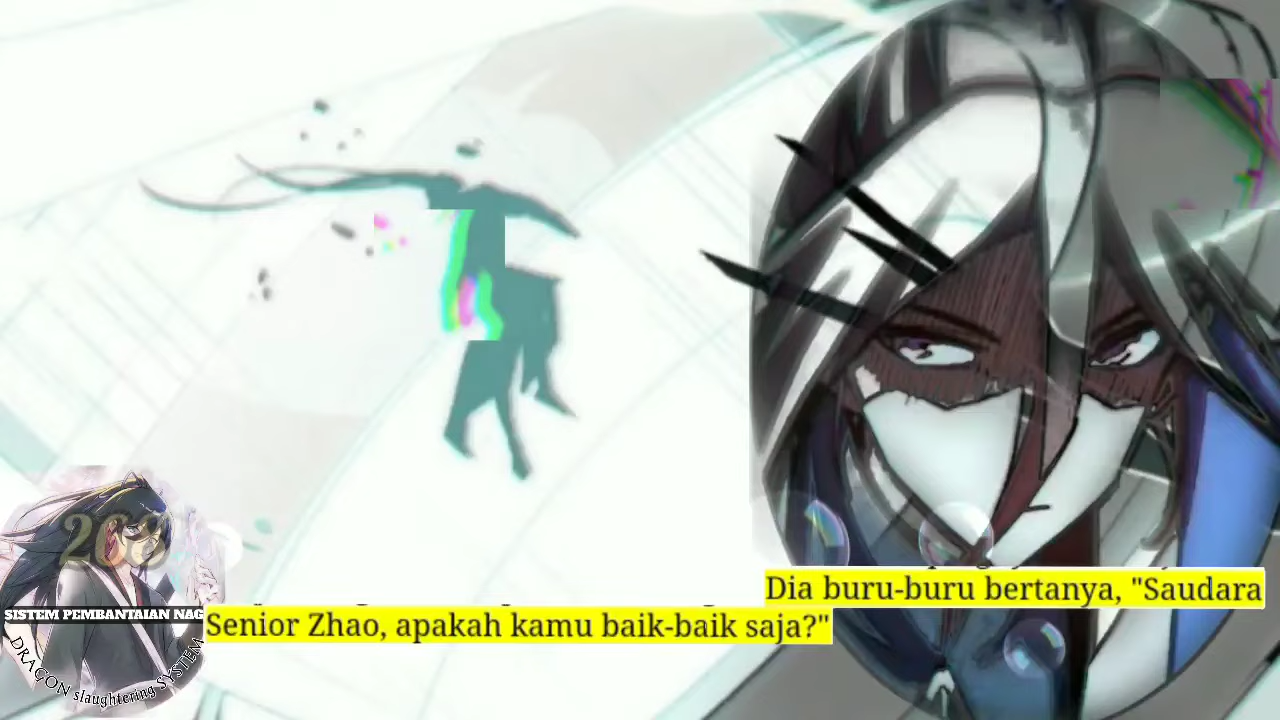 Dia buru-buru bertanya, "Saudara
Senior Zhao, apakah kamu baik-baik saja?"
SISTEM PEMBANTAIAN NAG
DRAGON slaughtering SYSTEM